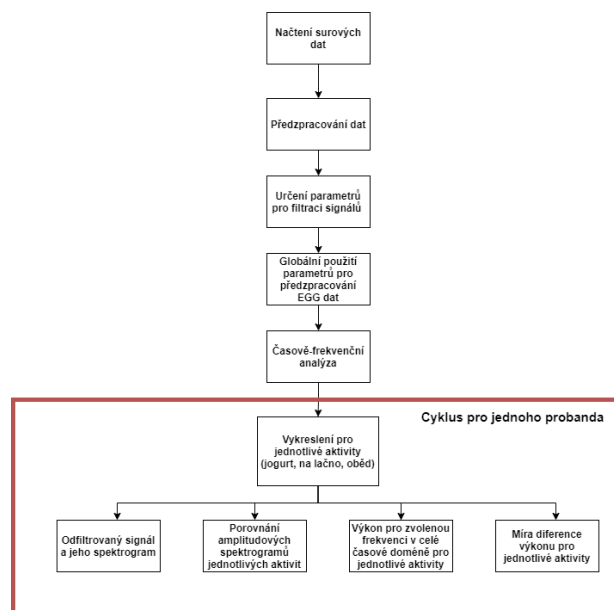 Načtení surových
dat
Předzpracování dat
Určení parametrů
pro filtraci signálů
Globální použití
parametrů pro
předzpracování
EGG dat
Časově-frekvenční
analýza
Cyklus pro jednoho probanda
Vykreslení pro
jednotlivé aktivity
(jogurt, na lačno, oběd)
Odfiltrovaný signál
a jeho spektrogram
Porovnání
amplitudových
spektrogramů
jednotlivých aktivit
Výkon pro zvolenou
frekvenci v celé
časové doméně pro
jednotlivé aktivity
Míra diference
výkonu pro
jednotlivé aktivity